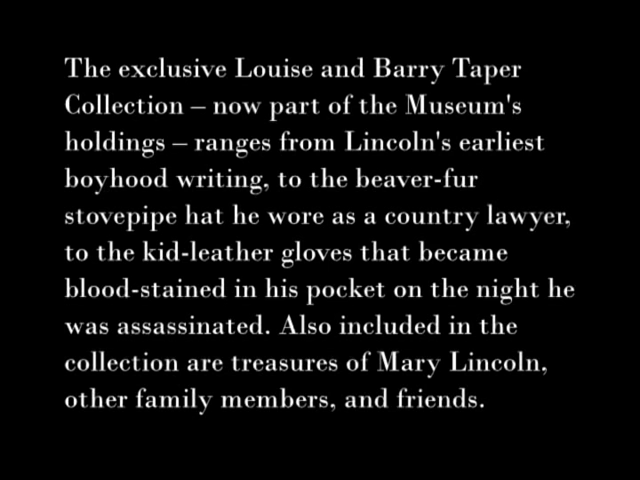 The exclusive Louise and Barry Taper
Collection – now part of the Museum's
holdings – ranges from Lincoln's earliest
boyhood writing, to the beaver-fur
stovepipe hat he wore as a country lawyer,
to the kid-leather gloves that became
blood-stained in his pocket on the night he
was assassinated. Also included in the
collection are treasures of Mary Lincoln,
other family members, and friends.